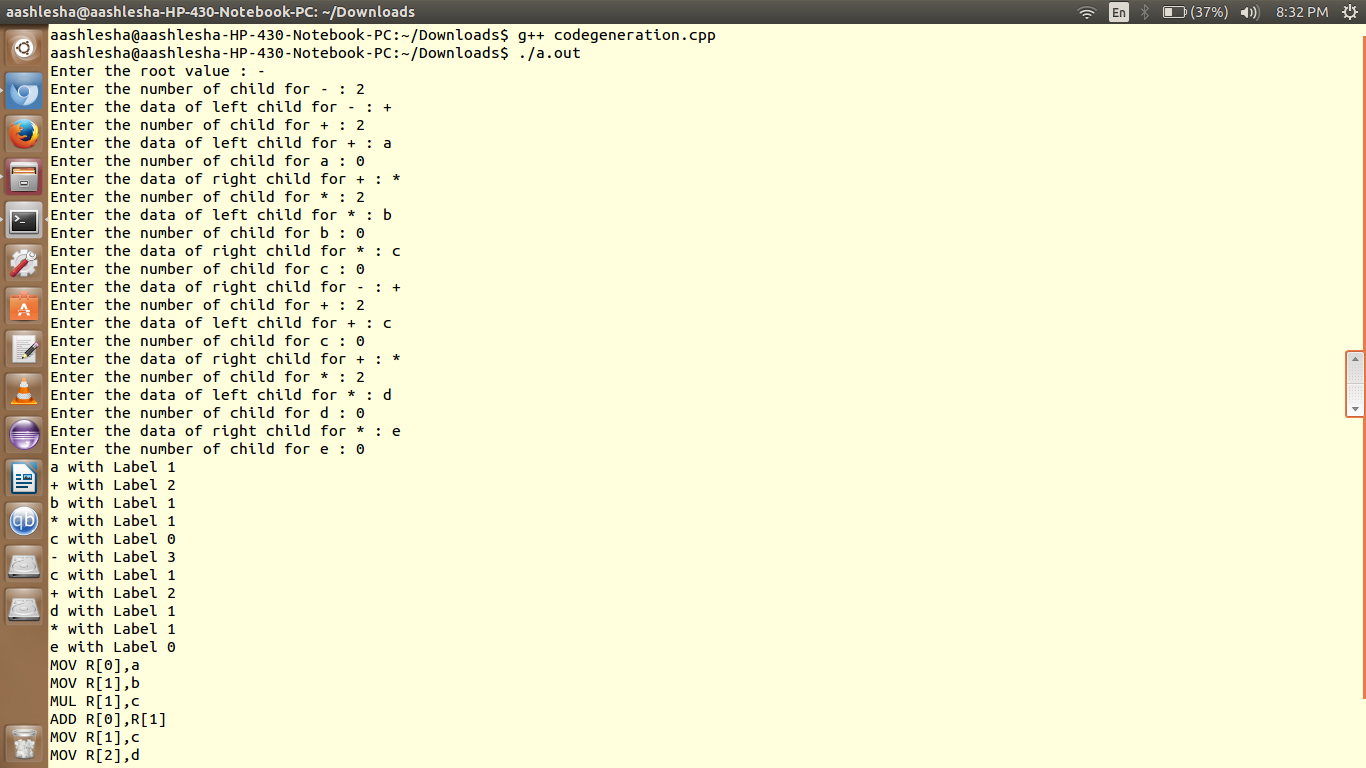 aashlesha@aashlesha-HP-430-Notebook-PC: ~/Downloads En (37%) 8:32 PM
aashlesha@aashlesha-HP-430-Notebook-PC:~/Downloads$ g++ codegeneration.cpp
aashlesha@aashlesha-HP-430-Notebook-PC:~/Downloads$ ./a.out
Enter the root value : -
Enter the number of child for - : 2
Enter the data of left child for - : +
Enter the number of child for + : 2
Enter the data of left child for + : a
Enter the number of child for a : 0
Enter the data of right child for + : *
Enter the number of child for * : 2
Enter the data of left child for * : b
Enter the number of child for b : 0
Enter the data of right child for * : c
Enter the number of child for c : 0
Enter the data of right child for - : +
Enter the number of child for + : 2
Enter the data of left child for + : c
Enter the number of child for c : 0
Enter the data of right child for + : *
Enter the number of child for * : 2
Enter the data of left child for * : d
Enter the number of child for d : 0
Enter the data of right child for * : e
Enter the number of child for e : 0
a with Label 1
+ with Label 2
b with Label 1
* with Label 1
c with Label 0
- with Label 3
c with Label 1
+ with Label 2
d with Label 1
* with Label 1
e with Label 0
MOV R[0],a
MOV R[1],b
MUL R[1],c
ADD R[0],R[1]
MOV R[1],c
MOV R[2],d
qb